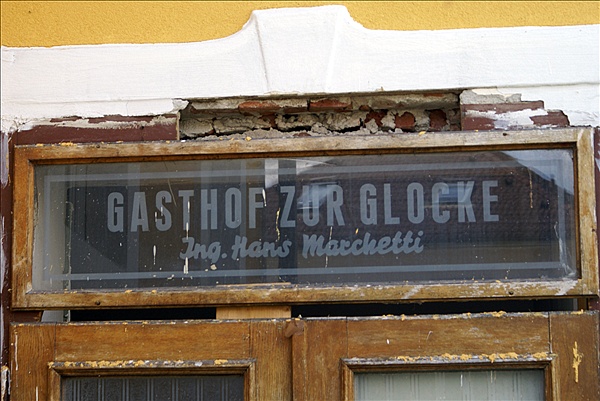 GASTHOF ZUR GLOCKE
Ing. Hans Marchetti